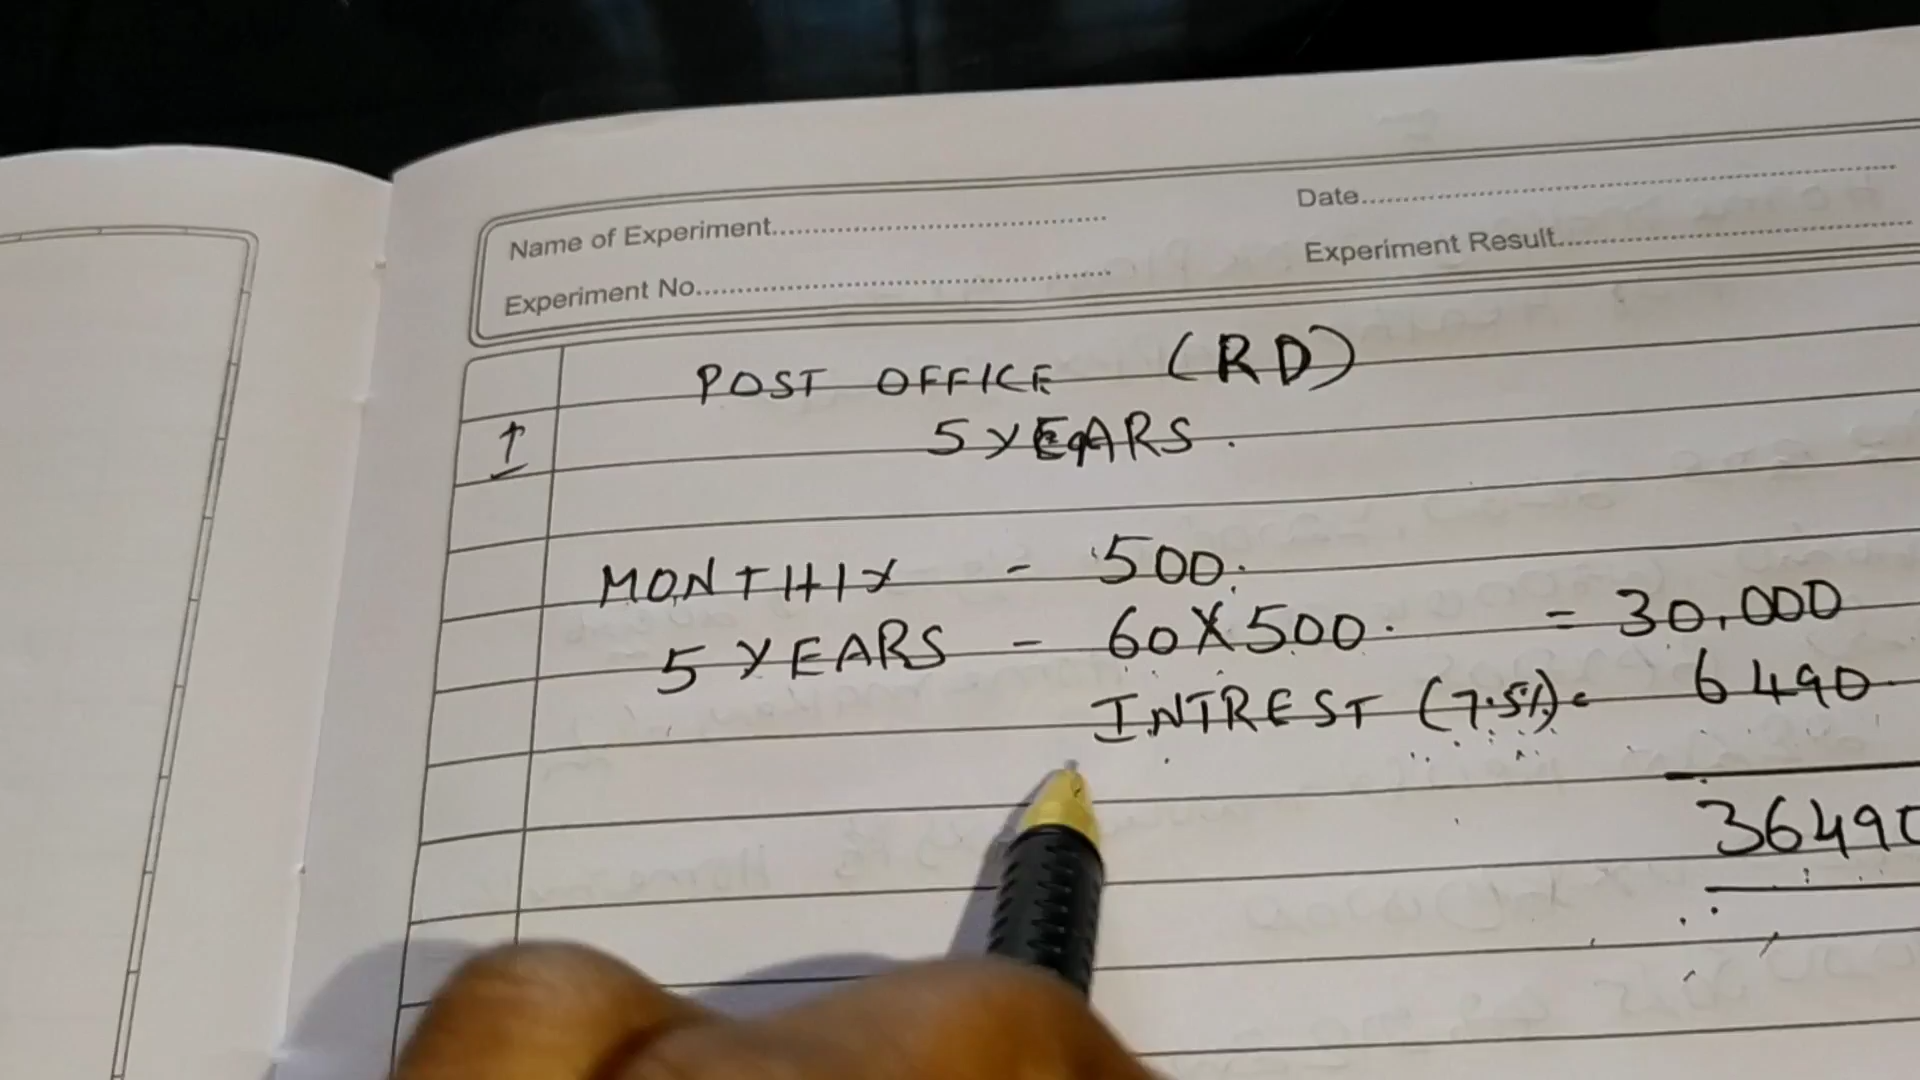 Name of Experiment.......... Date..........
Experiment No.......... Experiment Result..........
POST OFFICE (RD)
1 5 YEARS.
MONTHLY - 500.
5 YEARS - 60X500. = 30,000
INTREST (7.5%)= 6490
36490